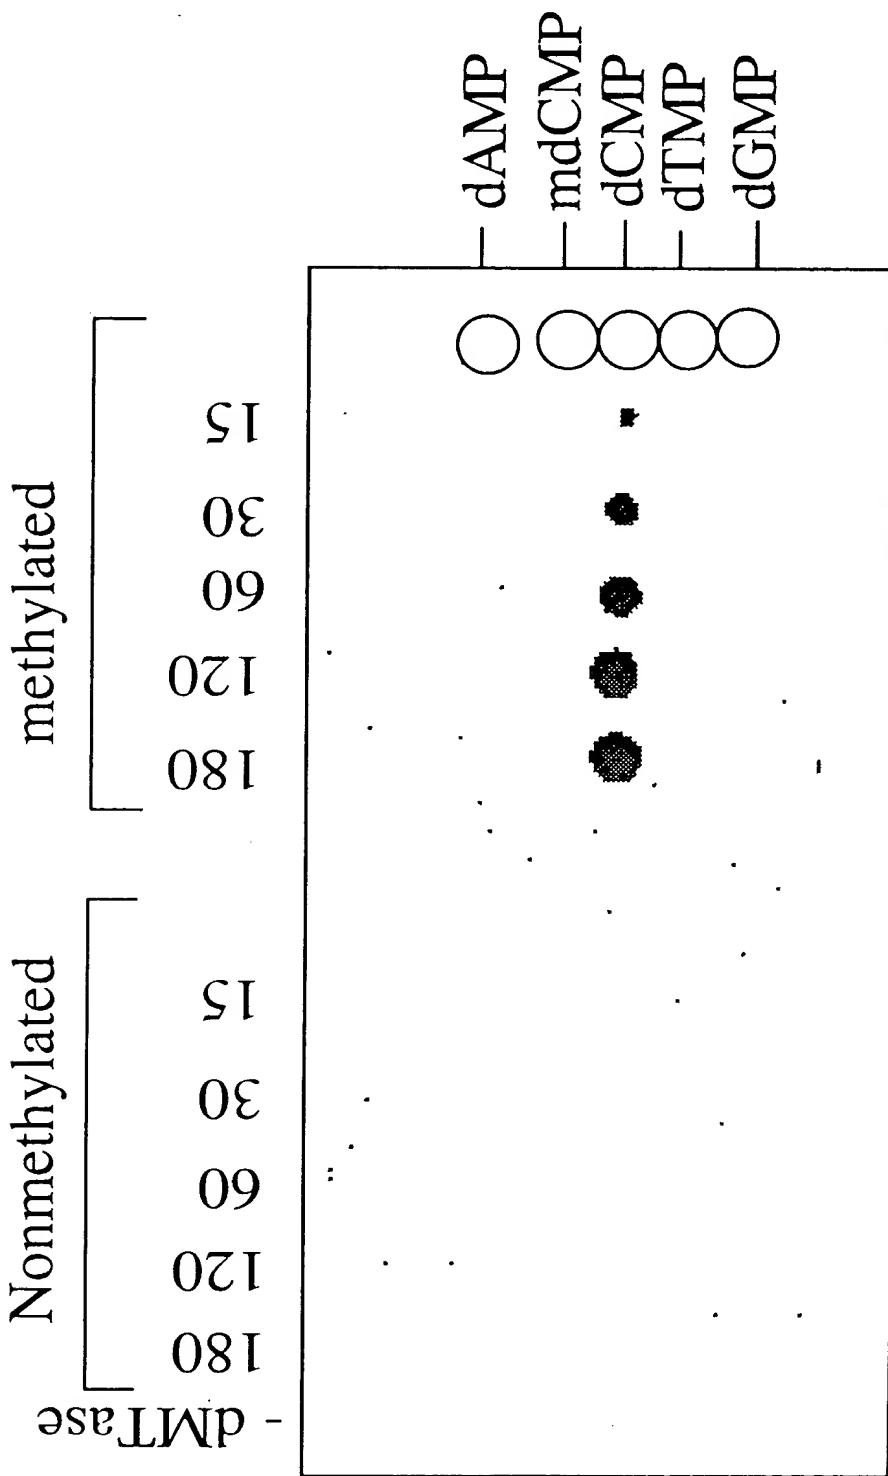 methylated
15
30
60
120
180
Nonmethylated
15
30
60
120
180
- dMTase
dAMP
mdCMP
dCMP
dTMP
dGMP